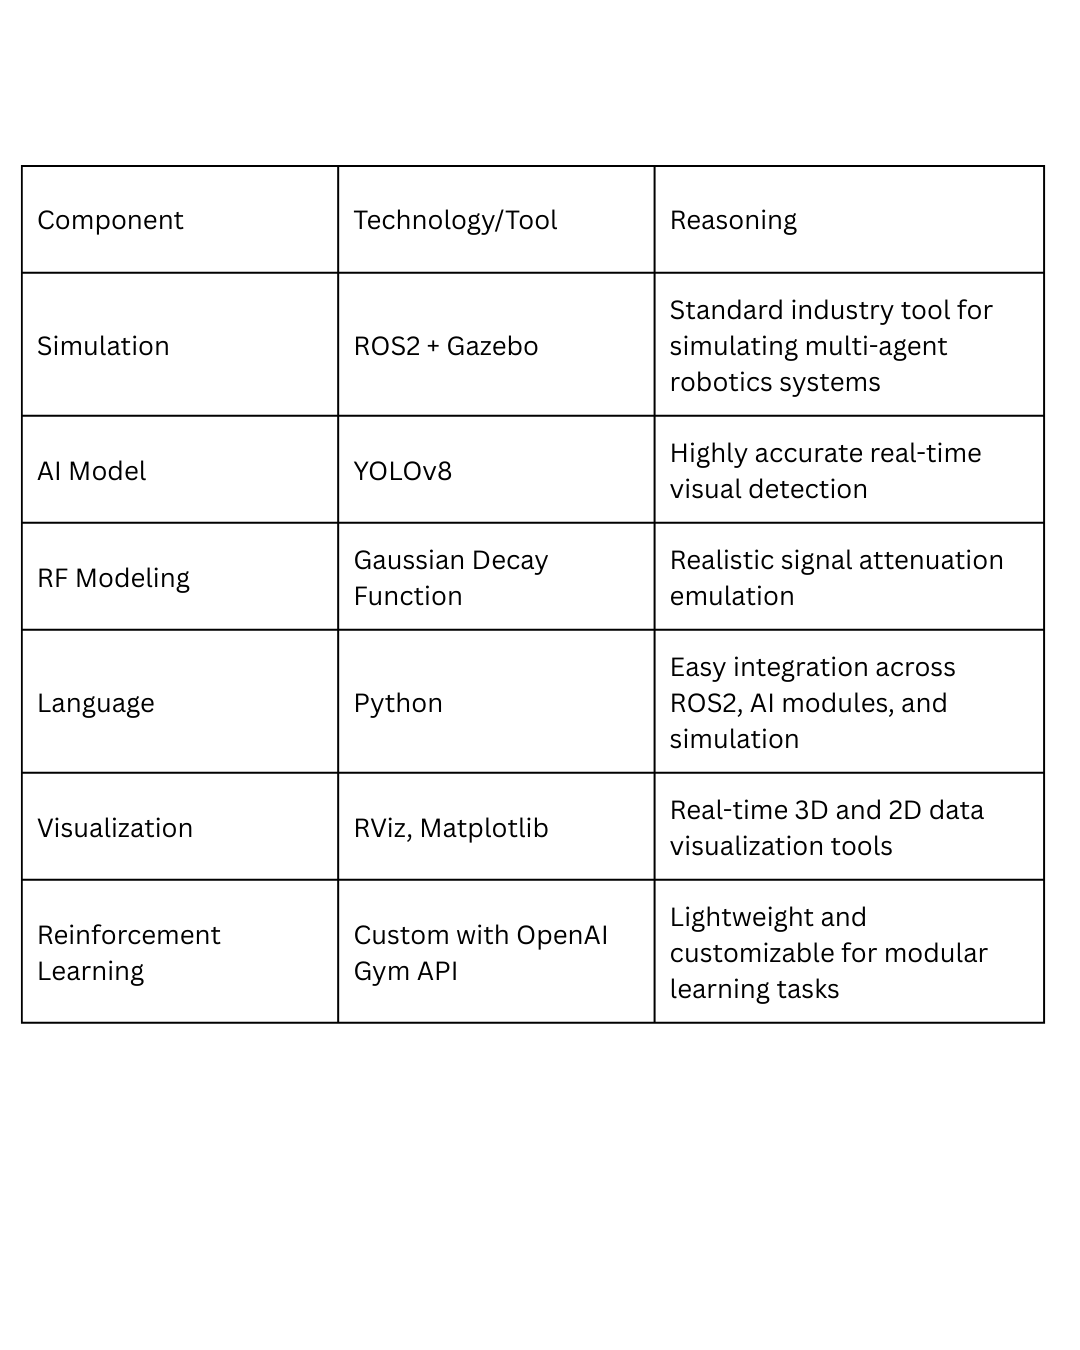 Component
Technology/Tool
Reasoning
Simulation
ROS2 + Gazebo
Standard industry tool for
simulating multi-agent
robotics systems
AI Model
YOLOv8
Highly accurate real-time
visual detection
RF Modeling
Gaussian Decay
Function
Realistic signal attenuation
emulation
Language
Python
Easy integration across
ROS2, AI modules, and
simulation
Visualization
RViz, Matplotlib
Real-time 3D and 2D data
visualization tools
Reinforcement
Learning
Custom with OpenAI
Gym API
Lightweight and
customizable for modular
learning tasks